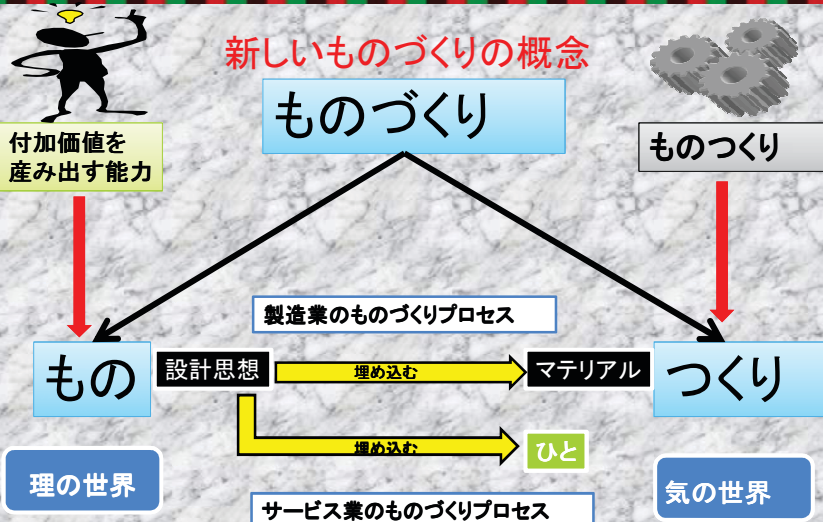 新しいものづくりの概念
ものづくり
付加価値を
産み出す能力
ものつくり
製造業のものづくりプロセス
もの
設計思想
埋め込む
マテリアル
つくり
埋め込む
ひと
理の世界
気の世界
サービス業のものづくりプロセス